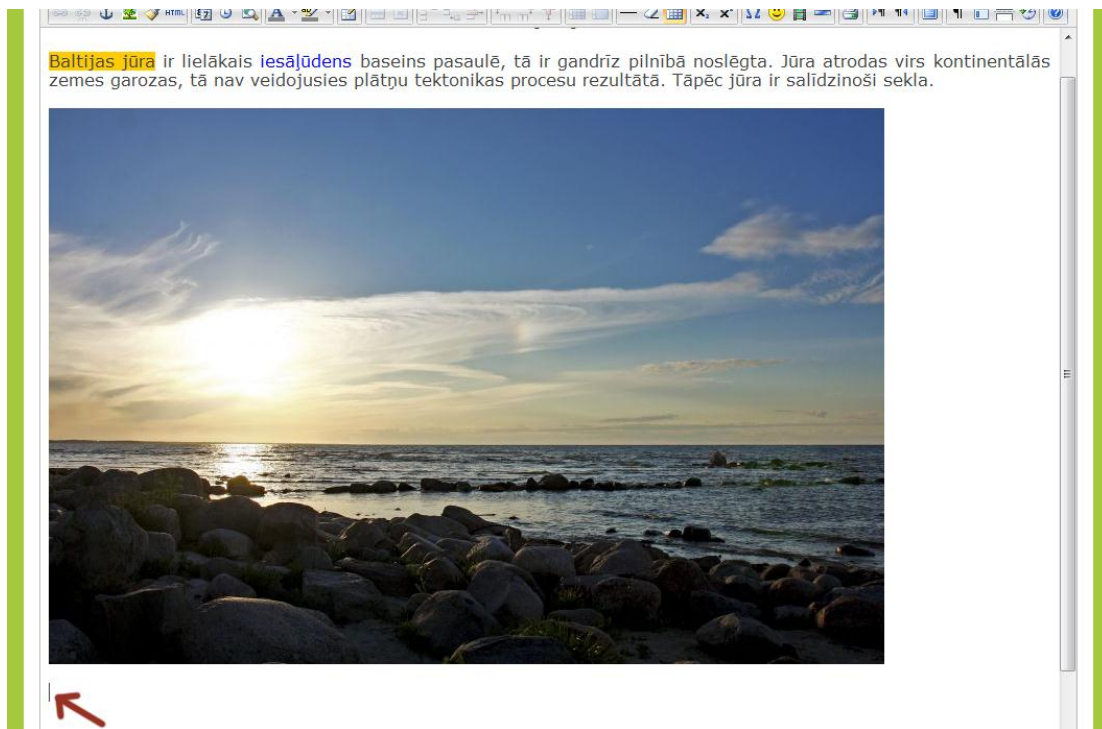 HTML
Baltijas jūra ir lielākais iesāļūdens baseins pasaulē, tā ir gandrīz pilnībā noslēgta. Jūra atrodas virs kontinentālās
zemes garozas, tā nav veidojusies plātņu tektonikas procesu rezultātā. Tāpēc jūra ir salīdzinoši sekla.